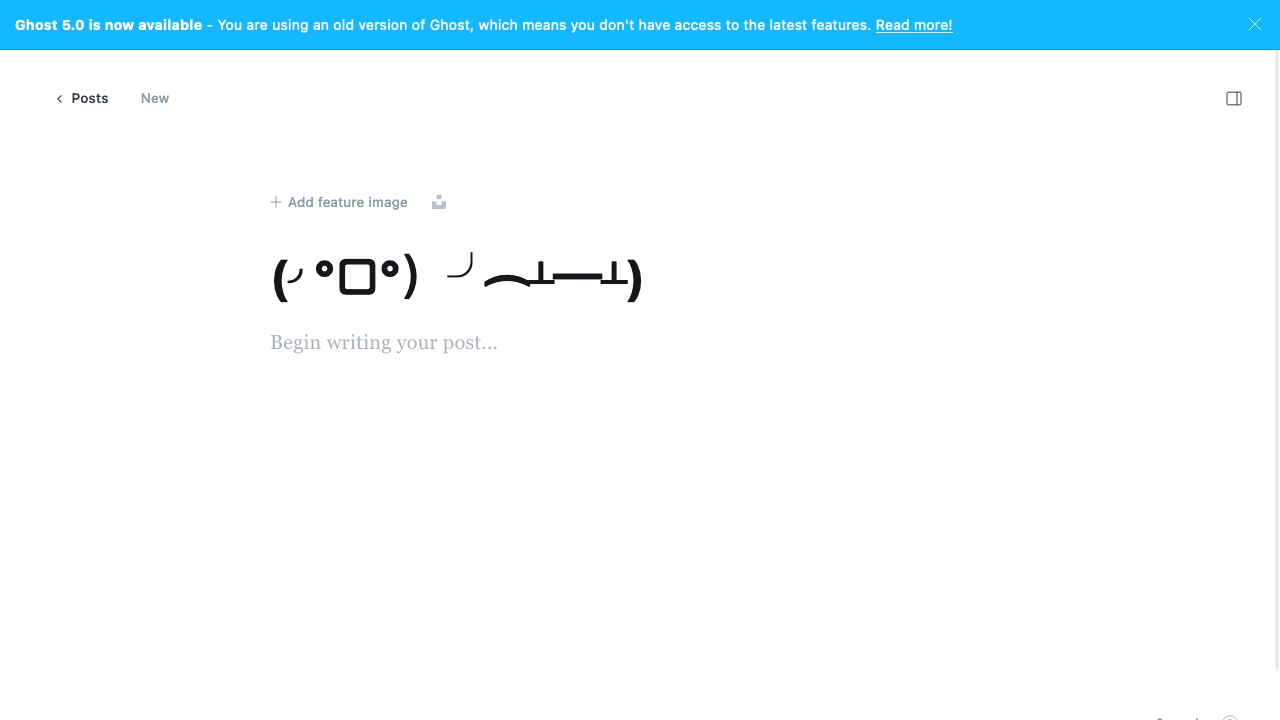 Ghost 5.0 is now available - You are using an old version of Ghost, which means you don't have access to the latest features. Read more!
Posts New
Add feature image
(╯°□°）╯︵┻━┻)
Begin writing your post...